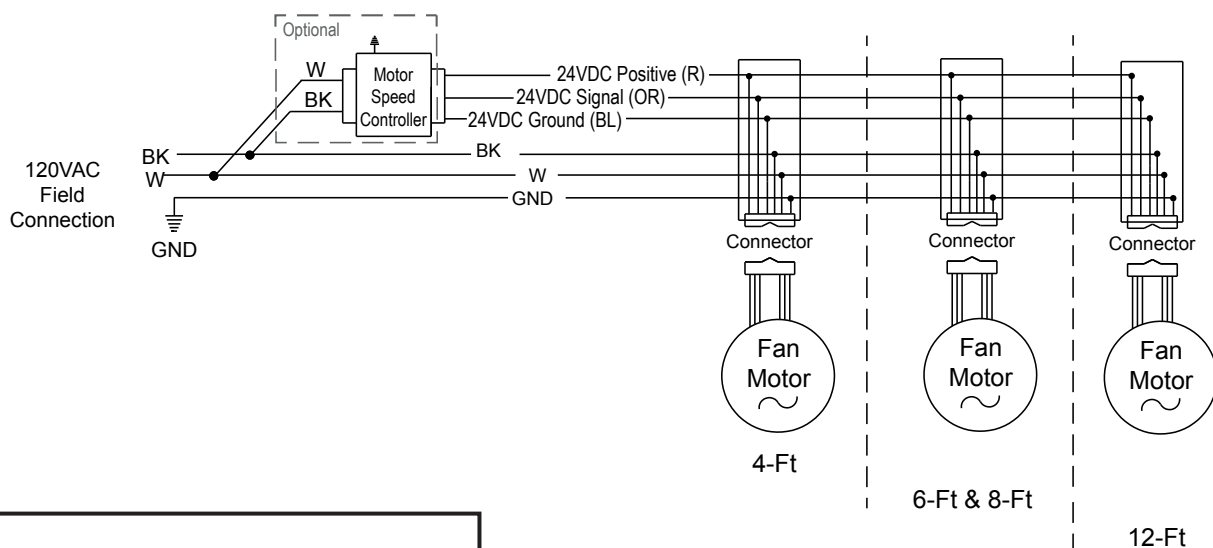 Optional
W
BK
Motor
Speed
Controller
24VDC Positive (R)
24VDC Signal (OR)
24VDC Ground (BL)
120VAC
Field
Connection
BK
W
GND
BK
W
GND
Connector
Connector
Connector
Fan
Motor
Fan
Motor
Fan
Motor
4-Ft
6-Ft & 8-Ft
12-Ft